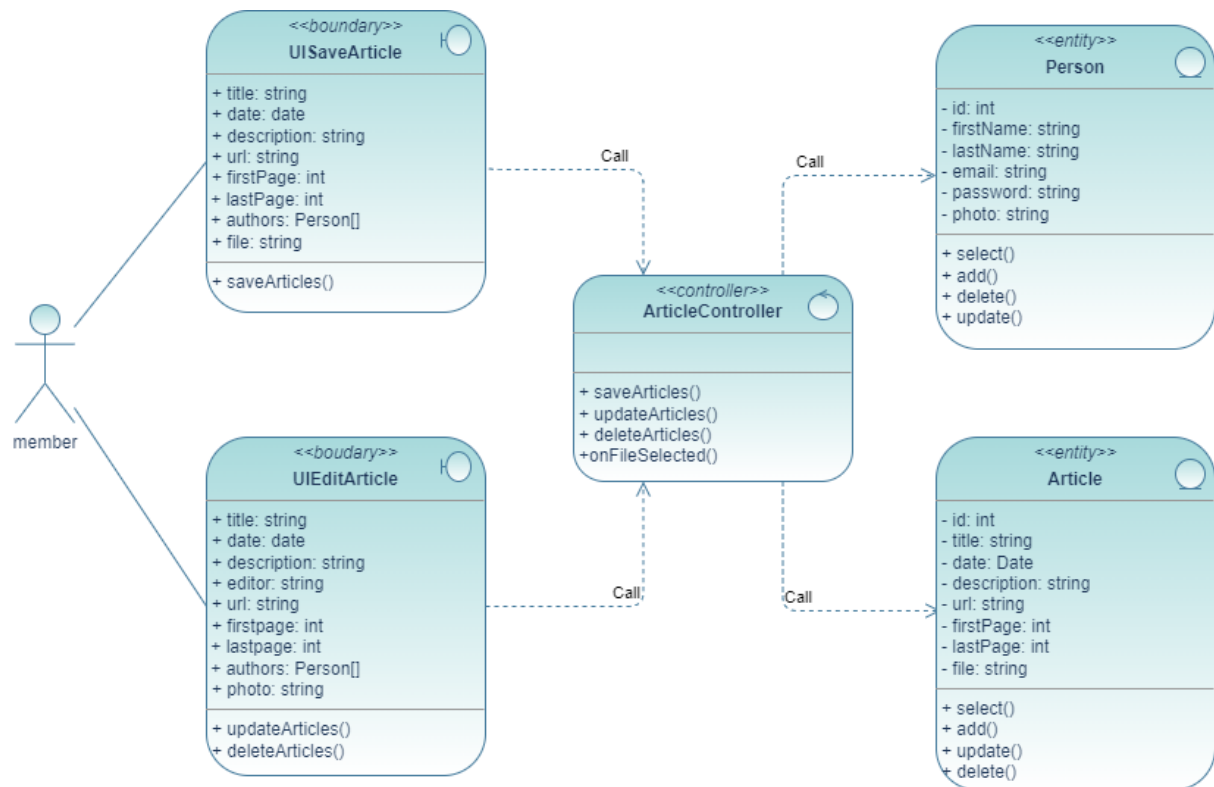 <<boundary>>
UISaveArticle
+ title: string
+ date: date
+ description: string
+ url: string
+ firstPage: int
+ lastPage: int
+ authors: Person[]
+ file: string
+ saveArticles()
member
<<boudary>>
UIEditArticle
+ title: string
+ date: date
+ description: string
+ editor: string
+ url: string
+ firstpage: int
+ lastpage: int
+ authors: Person[]
+ photo: string
+ updateArticles()
+ deleteArticles()
Call
Call
<<controller>>
ArticleController
+ saveArticles()
+ updateArticles()
+ deleteArticles()
+onFileSelected()
Call
Call
<<entity>>
Person
- id: int
- firstName: string
- lastName: string
- email: string
- password: string
- photo: string
+ select()
+ add()
+ delete()
+ update()
<<entity>>
Article
- id: int
- title: string
- date: Date
- description: string
- url: string
- firstPage: int
- lastPage: int
- file: string
+ select()
+ add()
+ update()
+ delete()